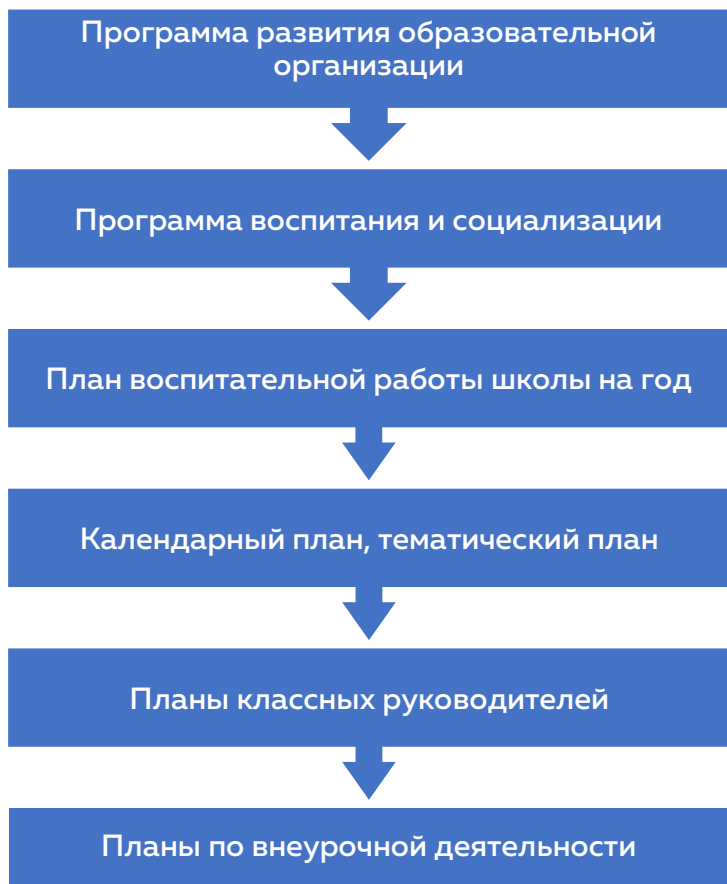 Программа развития образовательной
организации
Программа воспитания и социализации
План воспитательной работы школы на год
Календарный план, тематический план
Планы классных руководителей
Планы по внеурочной деятельности